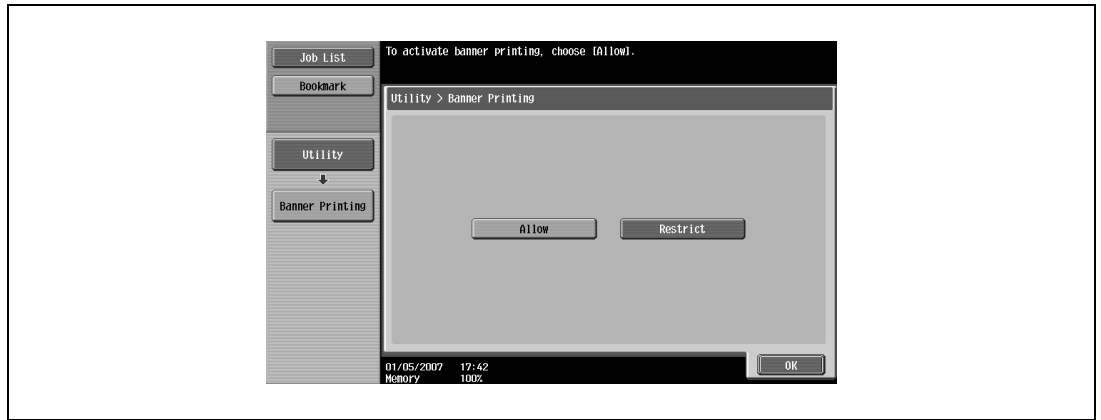 Job List
To activate banner printing, choose [Allow].
Bookmark
Utility > Banner Printing
Utility
Banner Printing
Allow
Restrict
01/05/2007 17:42
Memory 100%
OK